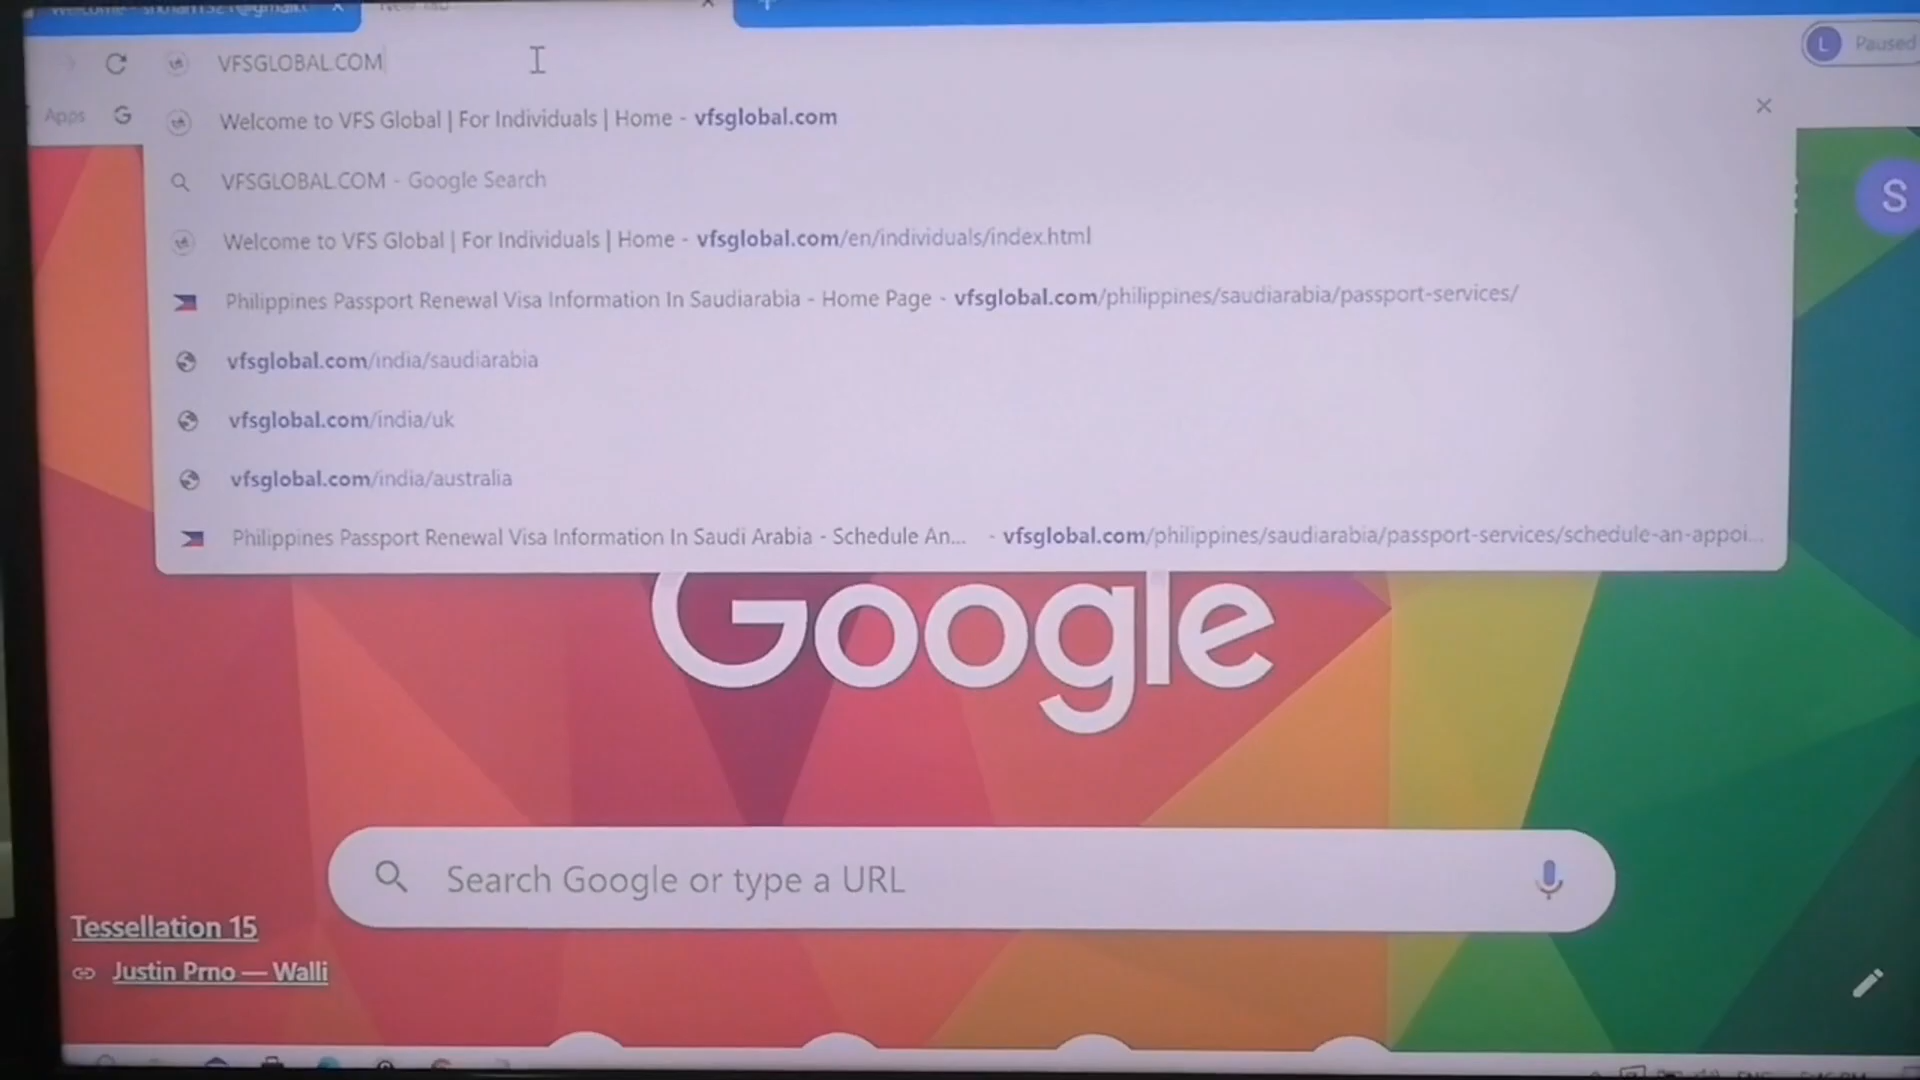 VFSGLOBAL.COM
Paused
L
Apps
G
Welcome to VFS Global | For Individuals | Home - vfsglobal.com
VFSGLOBAL.COM - Google Search
Welcome to VFS Global | For Individuals | Home - vfsglobal.com/en/individuals/index.html
Philippines Passport Renewal Visa Information In Saudiarabia - Home Page - vfsglobal.com/philippines/saudiarabia/passport-services/
vfsglobal.com/india/saudiarabia
vfsglobal.com/india/uk
vfsglobal.com/india/australia
Philippines Passport Renewal Visa Information In Saudi Arabia - Schedule An... - vfsglobal.com/philippines/saudiarabia/passport-services/schedule-an-appoi...
S
Google
Search Google or type a URL
Tessellation 15
Justin Prno — Walli